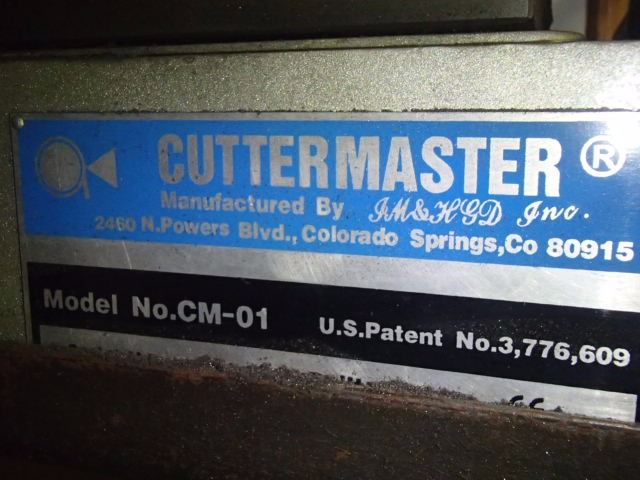 CUTTERMASTER ®
Manufactured By JM&HGD Inc.
2460 N.Powers Blvd., Colorado Springs,Co 80915
Model No.CM-01 U.S.Patent No.3,776,609